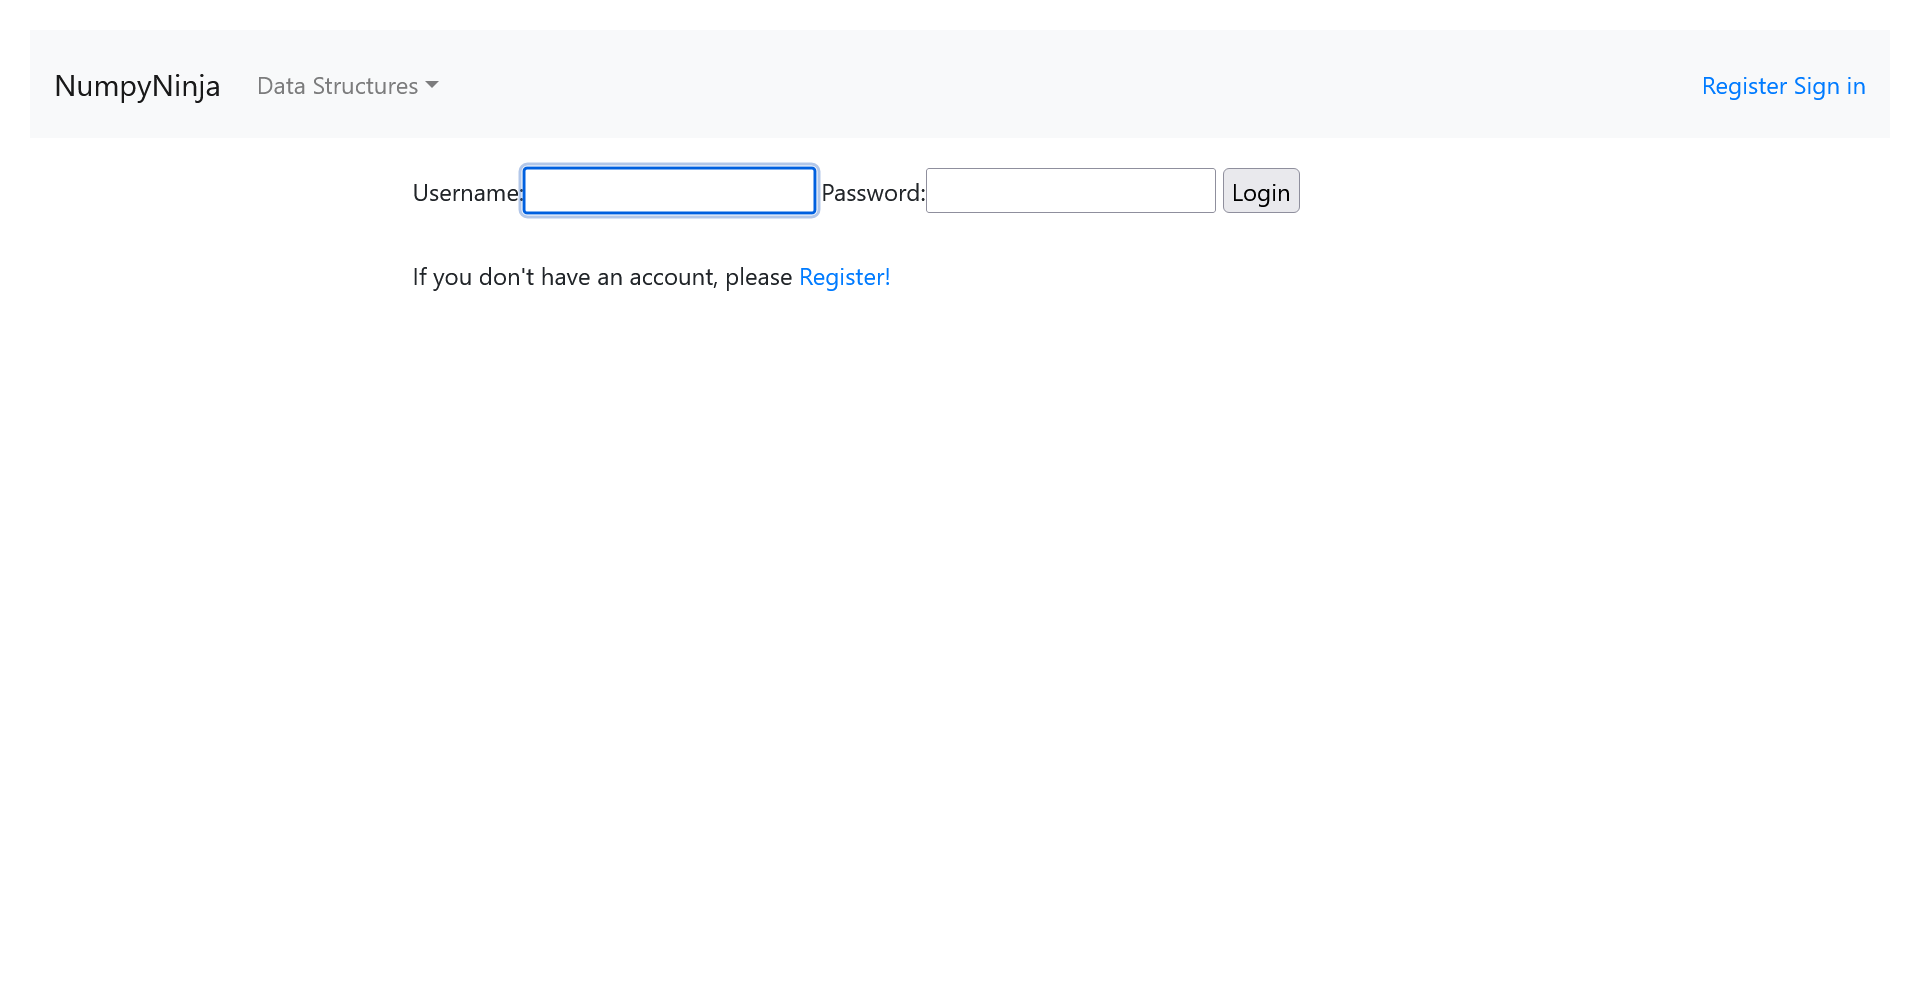 NumpyNinja Data Structures Register Sign in
Username: Password: Login
If you don't have an account, please Register!